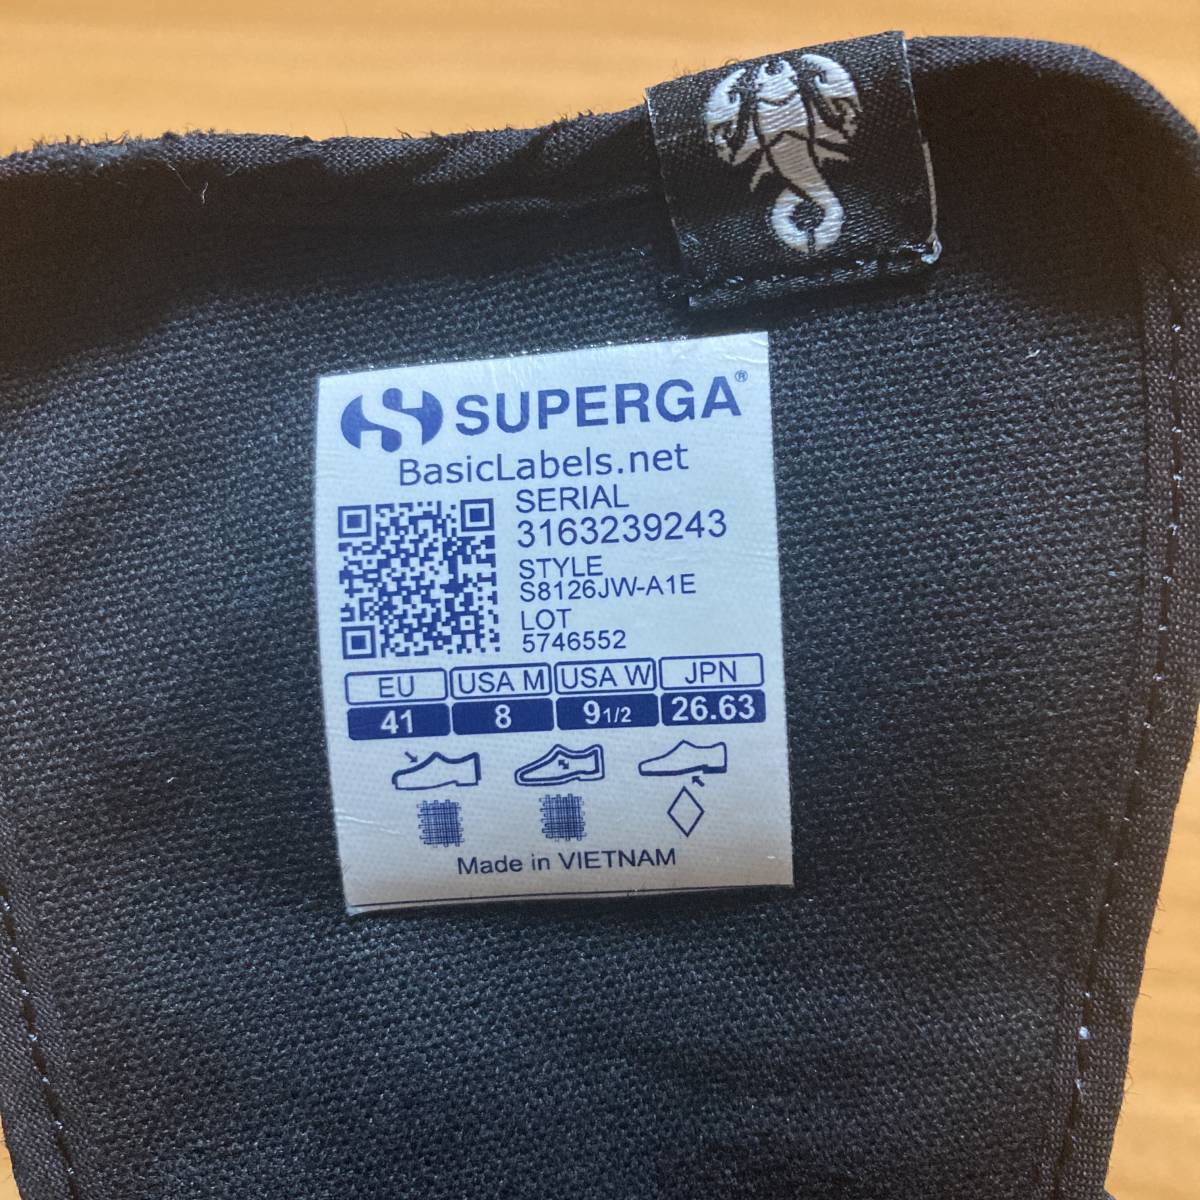 SUPERGA®
BasicLabels.net
SERIAL
3163239243
STYLE
S8126JW-A1E
LOT
5746552
EU USA M USA W JPN
41 8 9 1/2 26.63
Made in VIETNAM